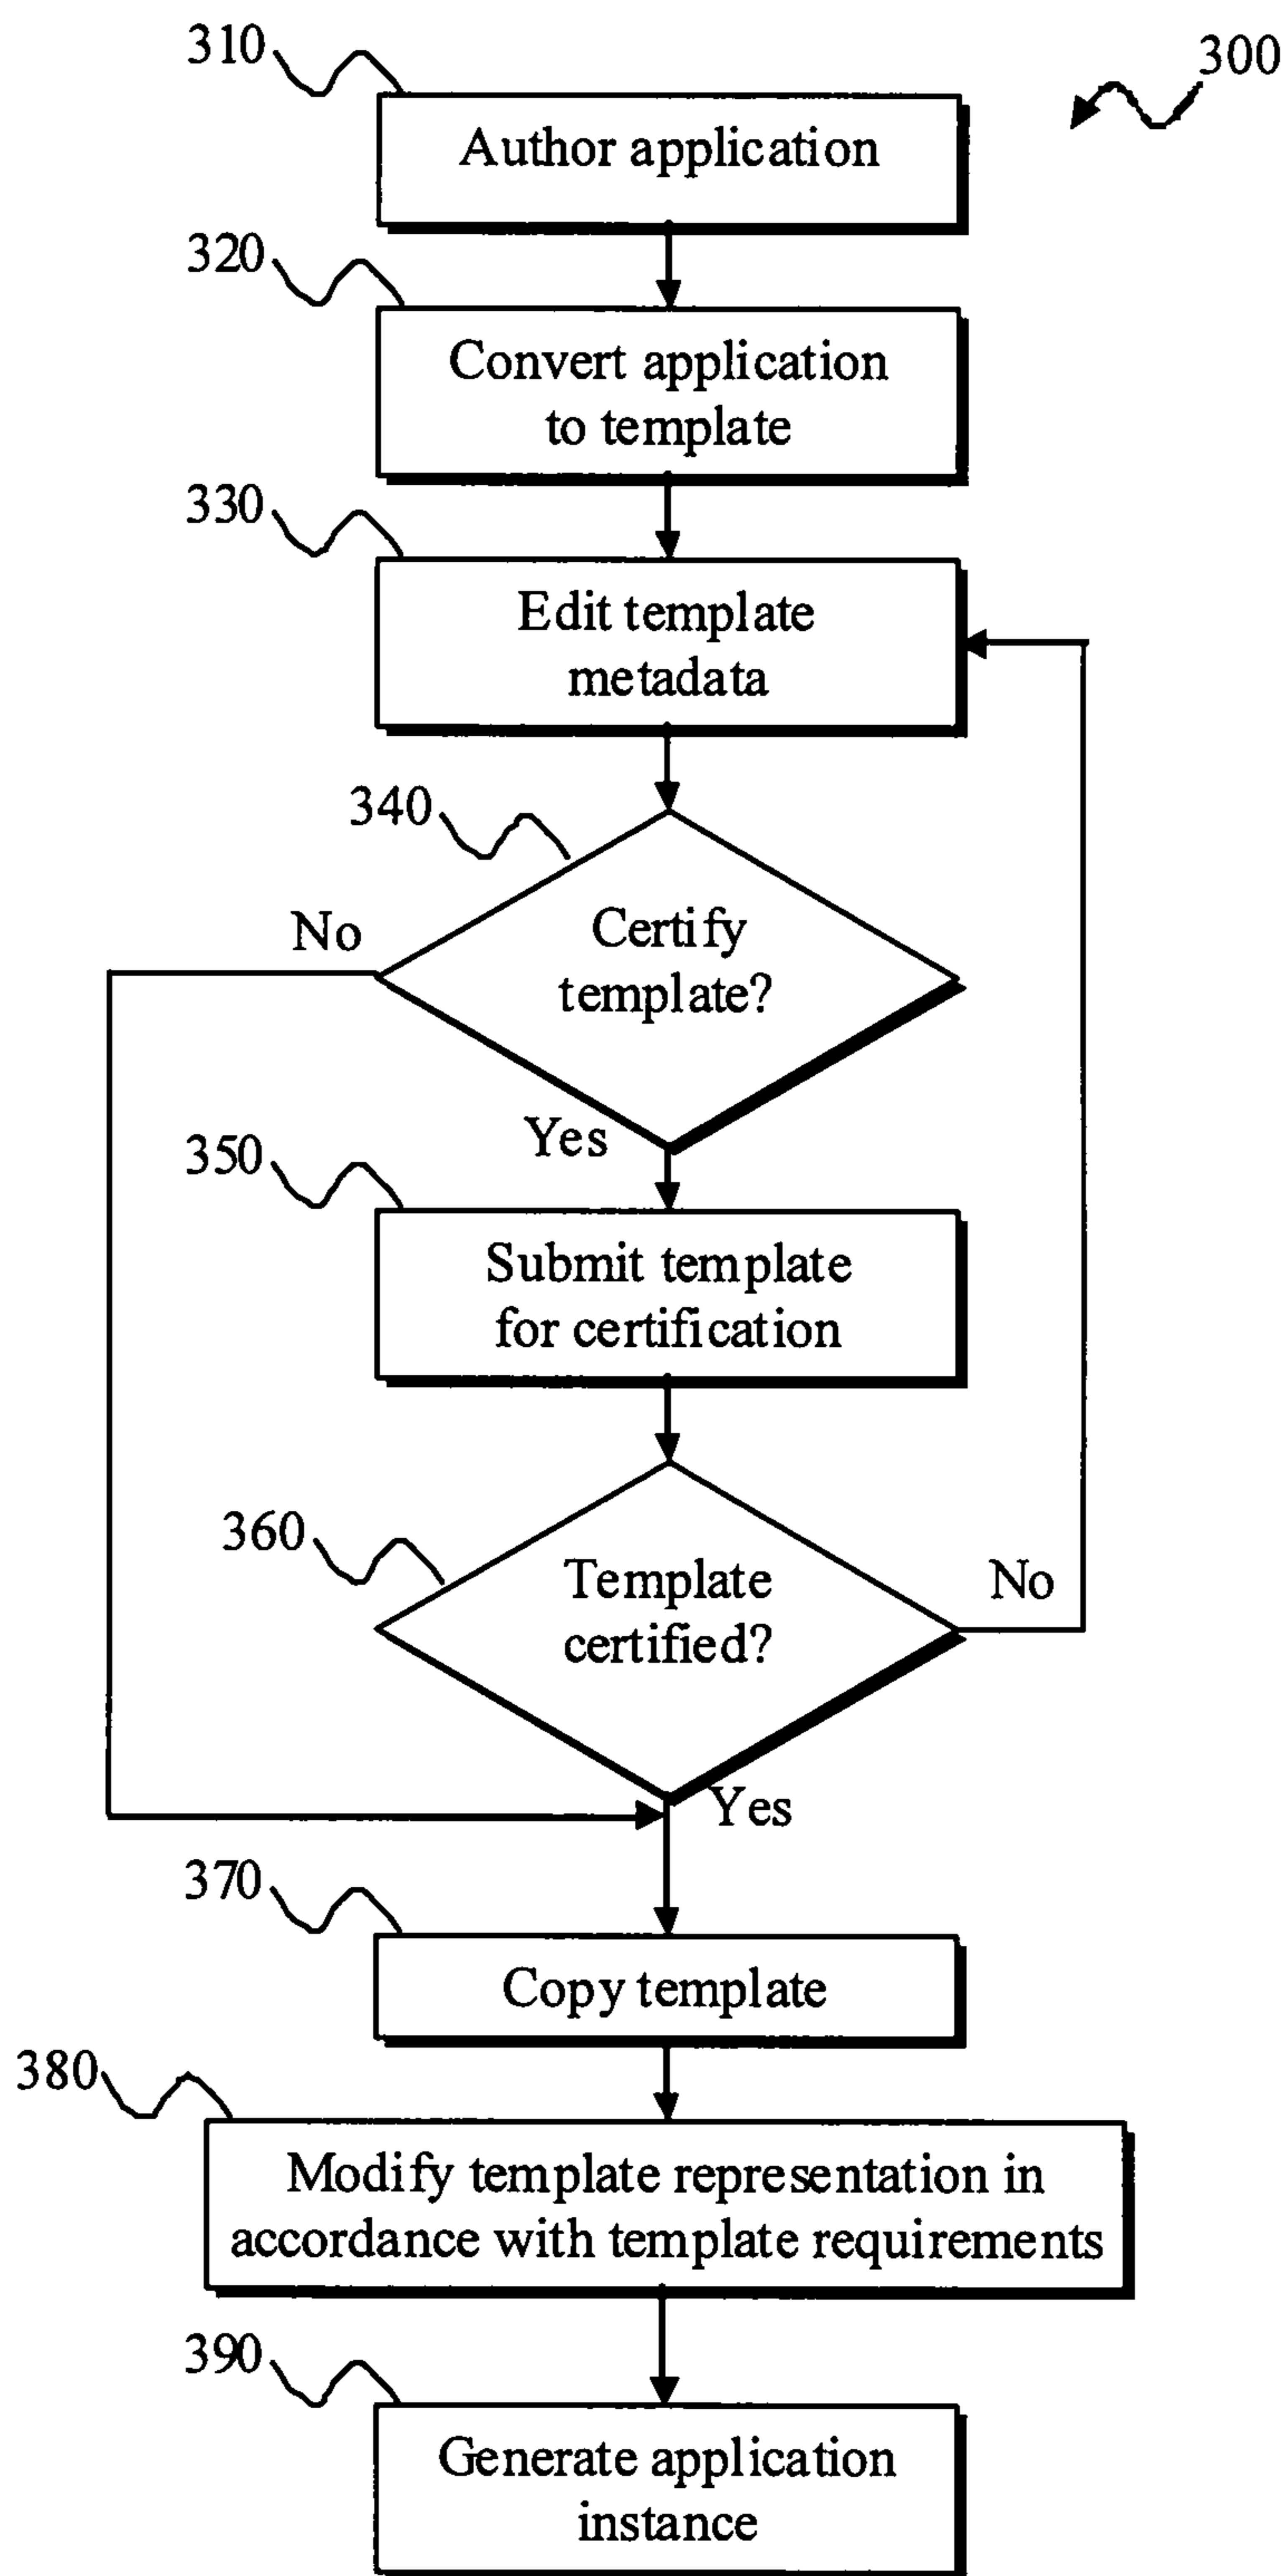 310
300
Author application
320
Convert application
to template
330
Edit template
metadata
340
No
Certify
template?
Yes
350
Submit template
for certification
360
Template
certified?
No
Yes
370
Copy template
380
Modify template representation in
accordance with template requirements
390
Generate application
instance